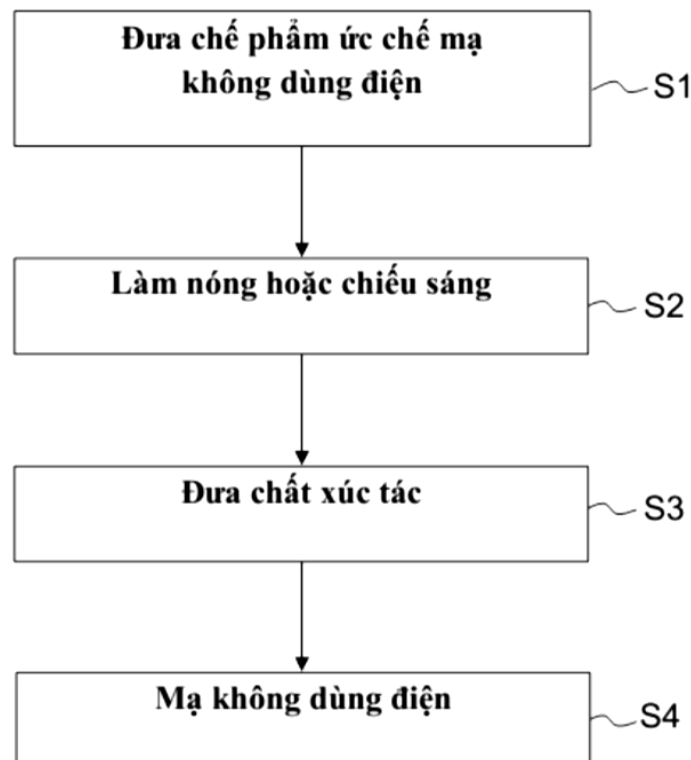 Đưa chế phẩm ức chế mạ
không dùng điện
S1
Làm nóng hoặc chiếu sáng
S2
Đưa chất xúc tác
S3
Mạ không dùng điện
S4